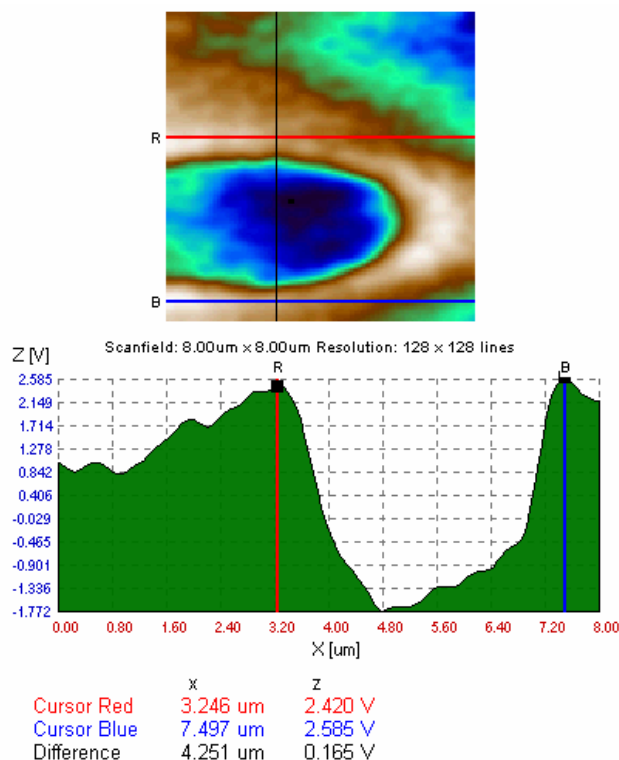 R
B
Scanfield: 8.00um x 8.00um Resolution: 128 x 128 lines
Z [V]
R B
2.585
2.149
1.714
1.278
0.842
0.406
-0.029
-0.465
-0.901
-1.336
-1.772
0.00 0.80 1.60 2.40 3.20 4.00 4.80 5.60 6.40 7.20 8.00
X [um]
x z
Cursor Red 3.246 um 2.420 V
Cursor Blue 7.497 um 2.585 V
Difference 4.251 um 0.165 V